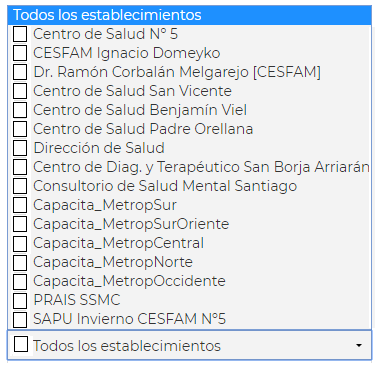 Todos los establecimientos
Centro de Salud Nº 5
CESFAM Ignacio Domeyko
Dr. Ramón Corbalán Melgarejo [CESFAM]
Centro de Salud San Vicente
Centro de Salud Benjamín Viel
Centro de Salud Padre Orellana
Dirección de Salud
Centro de Diag. y Terapéutico San Borja Arriarán
Consultorio de Salud Mental Santiago
Capacita_MetropSur
Capacita_MetropSurOriente
Capacita_MetropCentral
Capacita_MetropNorte
Capacita_MetropOccidente
PRAIS SSMC
SAPU Invierno CESFAM Nº5
Todos los establecimientos